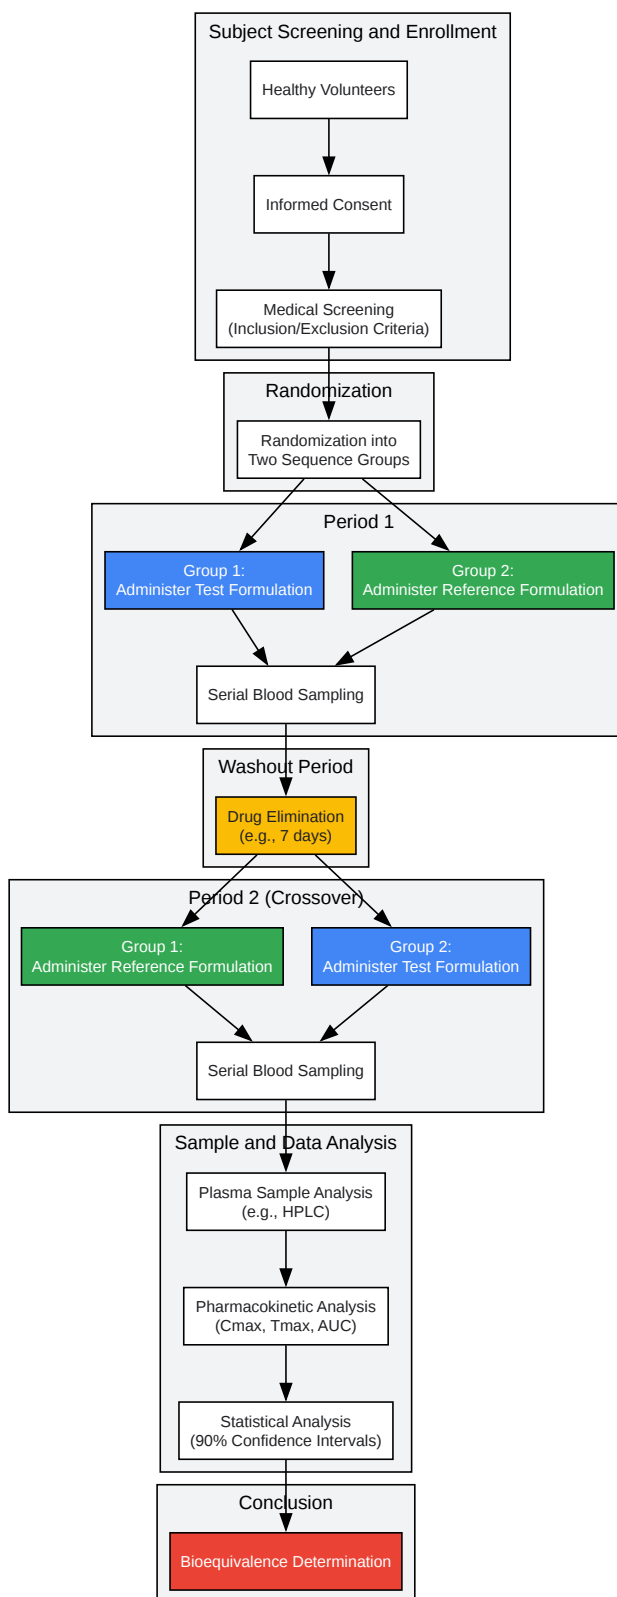 Subject Screening and Enrollment
Healthy Volunteers
Informed Consent
Medical Screening
(Inclusion/Exclusion Criteria)
Randomization
Randomization into
Two Sequence Groups
Period 1
Group 1:
Administer Test Formulation
Group 2:
Administer Reference Formulation
Serial Blood Sampling
Washout Period
Drug Elimination
(e.g., 7 days)
Period 2 (Crossover)
Group 1:
Administer Reference Formulation
Group 2:
Administer Test Formulation
Serial Blood Sampling
Sample and Data Analysis
Plasma Sample Analysis
(e.g., HPLC)
Pharmacokinetic Analysis
(Cmax, Tmax, AUC)
Statistical Analysis
(90% Confidence Intervals)
Conclusion
Bioequivalence Determination